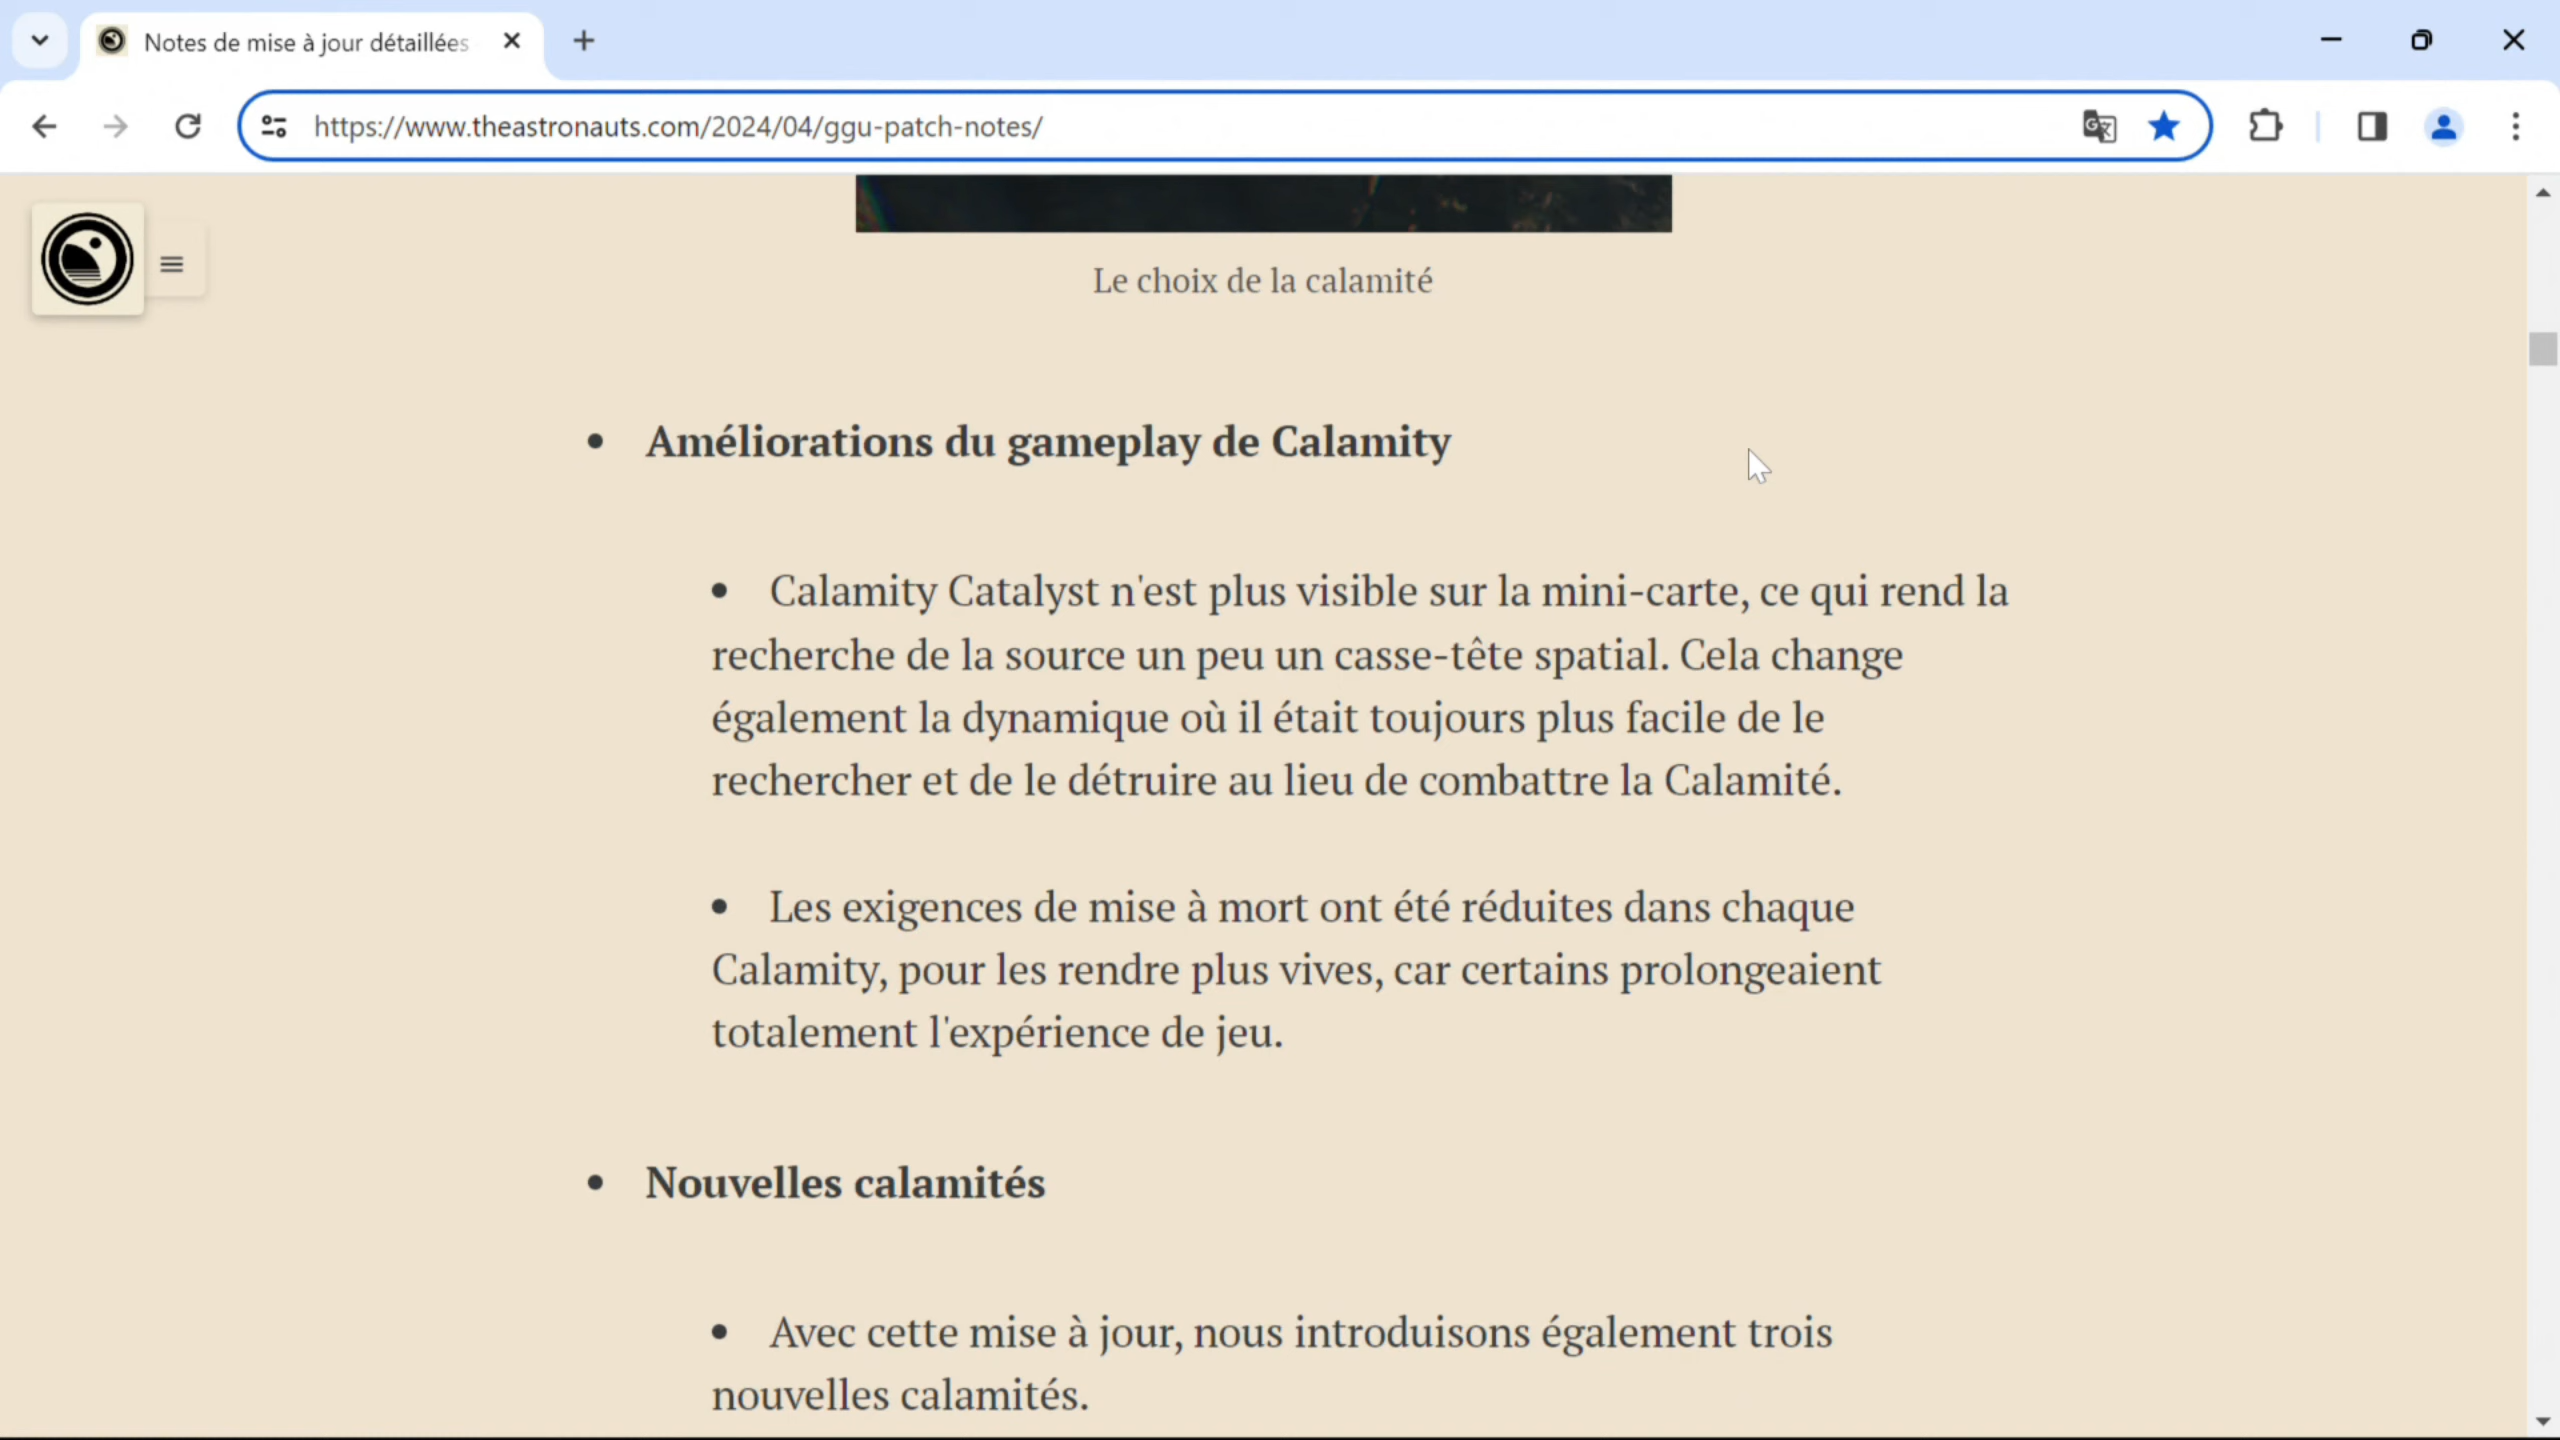 Notes de mise à jour détaillées
https://www.theastronauts.com/2024/04/ggu-patch-notes/
Le choix de la calamité
• Améliorations du gameplay de Calamity
• Calamity Catalyst n'est plus visible sur la mini-carte, ce qui rend la
recherche de la source un peu un casse-tête spatial. Cela change
également la dynamique où il était toujours plus facile de le
rechercher et de le détruire au lieu de combattre la Calamité.
• Les exigences de mise à mort ont été réduites dans chaque
Calamity, pour les rendre plus vives, car certains prolongeaient
totalement l'expérience de jeu.
• Nouvelles calamités
• Avec cette mise à jour, nous introduisons également trois
nouvelles calamités.